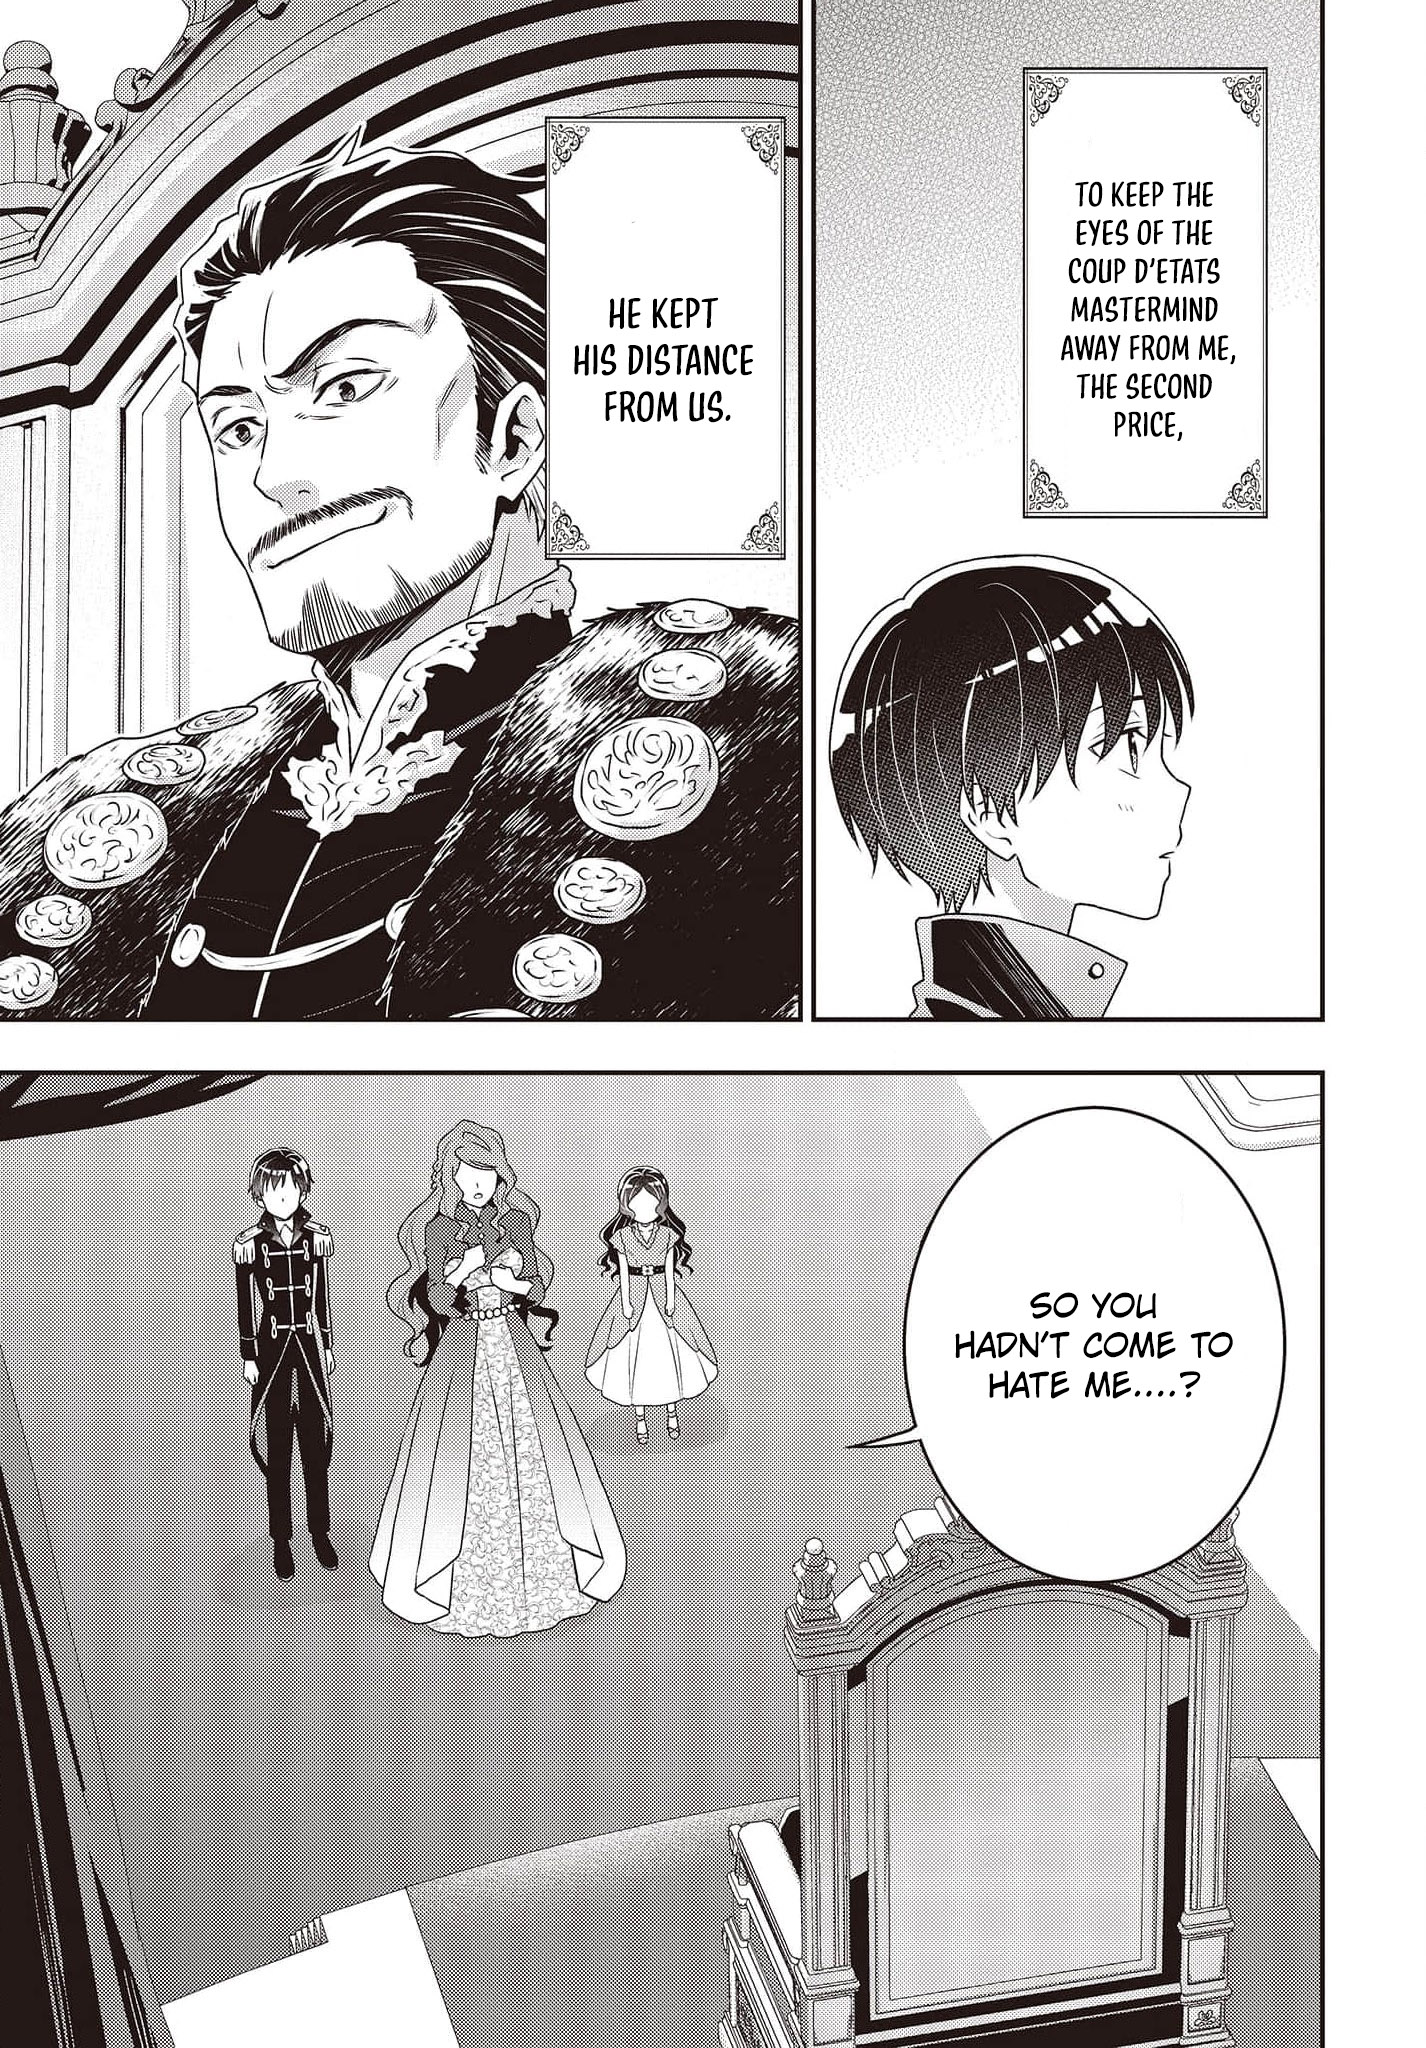 TO KEEP THE
EYES OF THE
COUP D'ETATS
MASTERMIND
AWAY FROM ME,
THE SECOND
PRICE,
HE KEPT
HIS DISTANCE
FROM US.
SO YOU
HADN'T COME TO
HATE ME....?